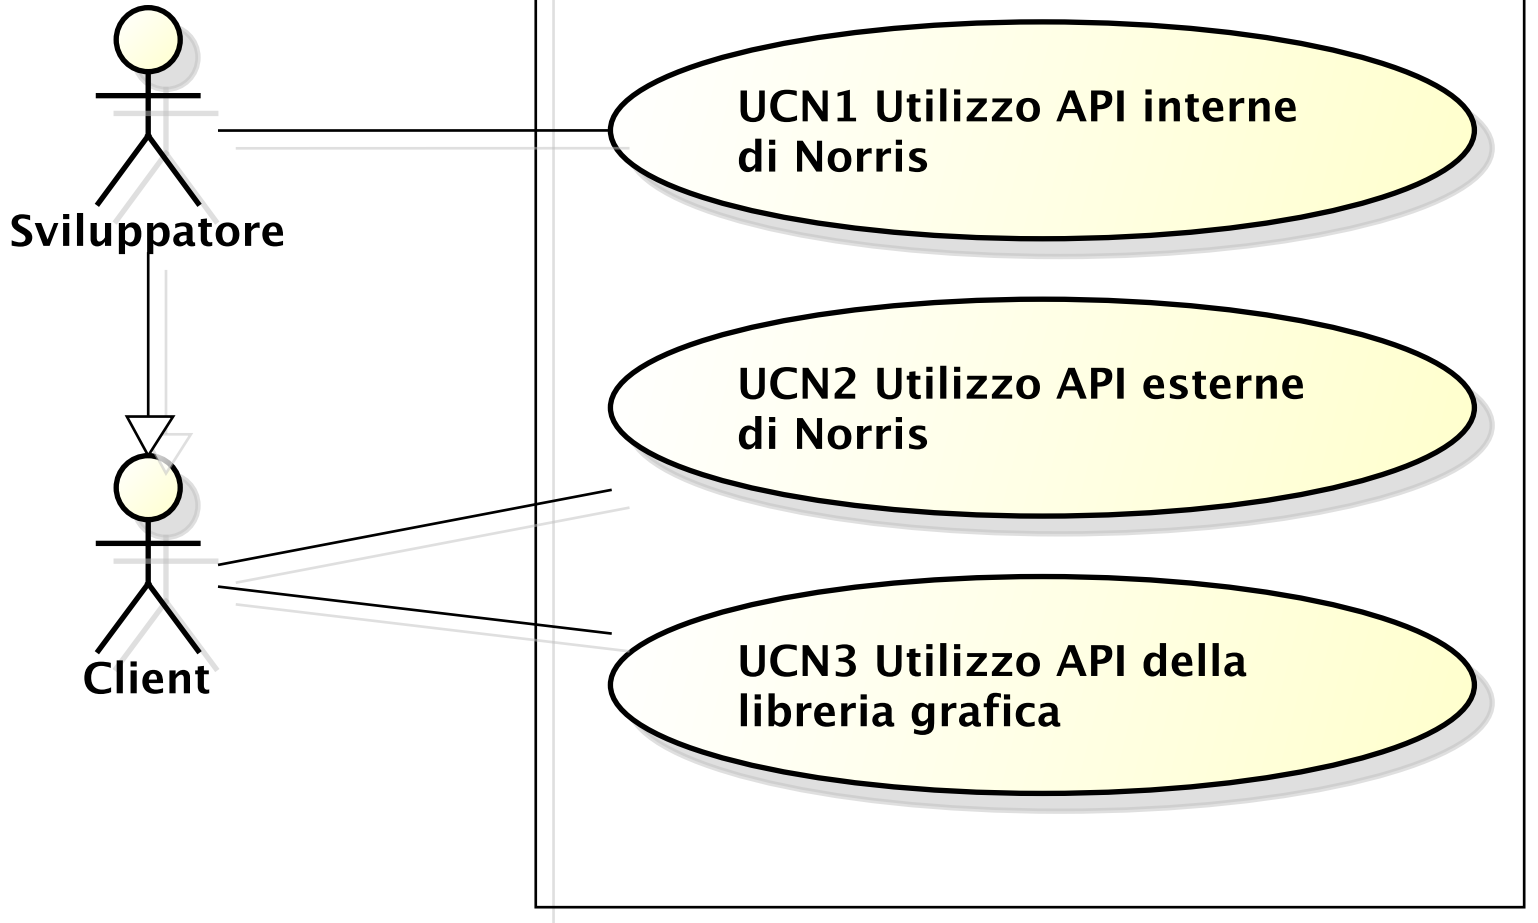 UCN1 Utilizzo API interne
di Norris
Sviluppatore
UCN2 Utilizzo API esterne
di Norris
Client
UCN3 Utilizzo API della
libreria grafica